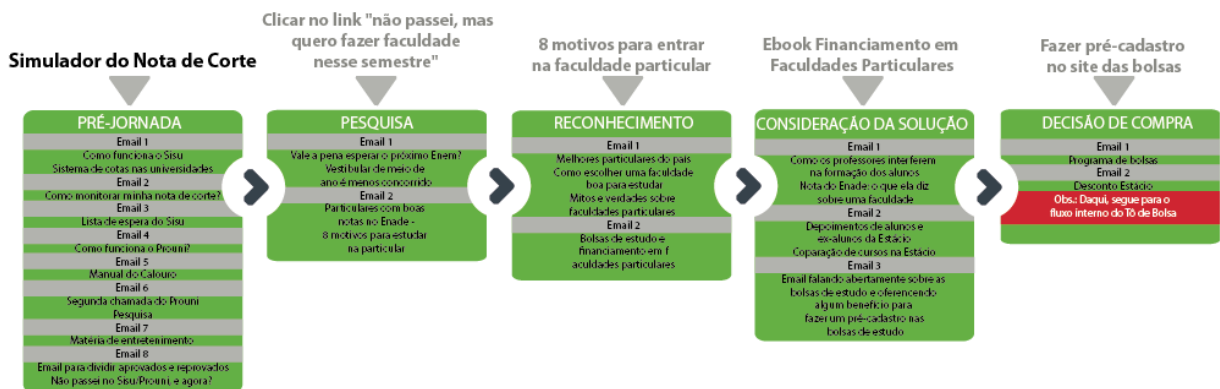 Simulador do Nota de Corte
PRÉ-JORNADA
Email 1
Como funciona o Sisu
Sistema de cotas nas universidades
Email 2
Como monitorar minha nota de corte?
Email 3
Lista de espera do Sisu
Email 4
Como funciona o Prouni?
Email 5
Manual do Calouro
Email 6
Segunda chamada do Prouni
Pesquisa
Email 7
Matéria de entretenimento
Email 8
Email para dividir aprovados e reprovados
Não passei no Sisu/Prouni, e agora?
Clicar no link "não passei, mas
quero fazer faculdade
nesse semestre"
PESQUISA
Email 1
Vale a pena esperar o próximo Enem?
Vestibular de meio de
ano é menos concorrido
Email 2
Particulares com boas
notas no Enade -
8 motivos para estudar
na particular
8 motivos para entrar
na faculdade particular
RECONHECIMENTO
Email 1
Melhores particulares do país
Como escolher uma faculdade
boa para estudar
Mitos e verdades sobre
faculdades particulares
Email 2
Bolsas de estudo e
financiamento em f
aculdades particulares
Ebook Financiamento em
Faculdades Particulares
CONSIDERAÇÃO DA SOLUÇÃO
Email 1
Como os professores interferem
na formação dos alunos
Nota do Enade: o que ela diz
sobre uma faculdade
Email 2
Depoimentos de alunos e
ex-alunos da Estácio
Coparação de cursos na Estácio
Email 3
Email falando abertamente sobre as
bolsas de estudo e oferencendo
algum benefício para
fazer um pré-cadastro nas
bolsas de estudo
Fazer pré-cadastro
no site das bolsas
DECISÃO DE COMPRA
Email 1
Programa de bolsas
Email 2
Desconto Estácio
Obs.: Daqui, segue para o
fluxo interno do Tô de Bolsa